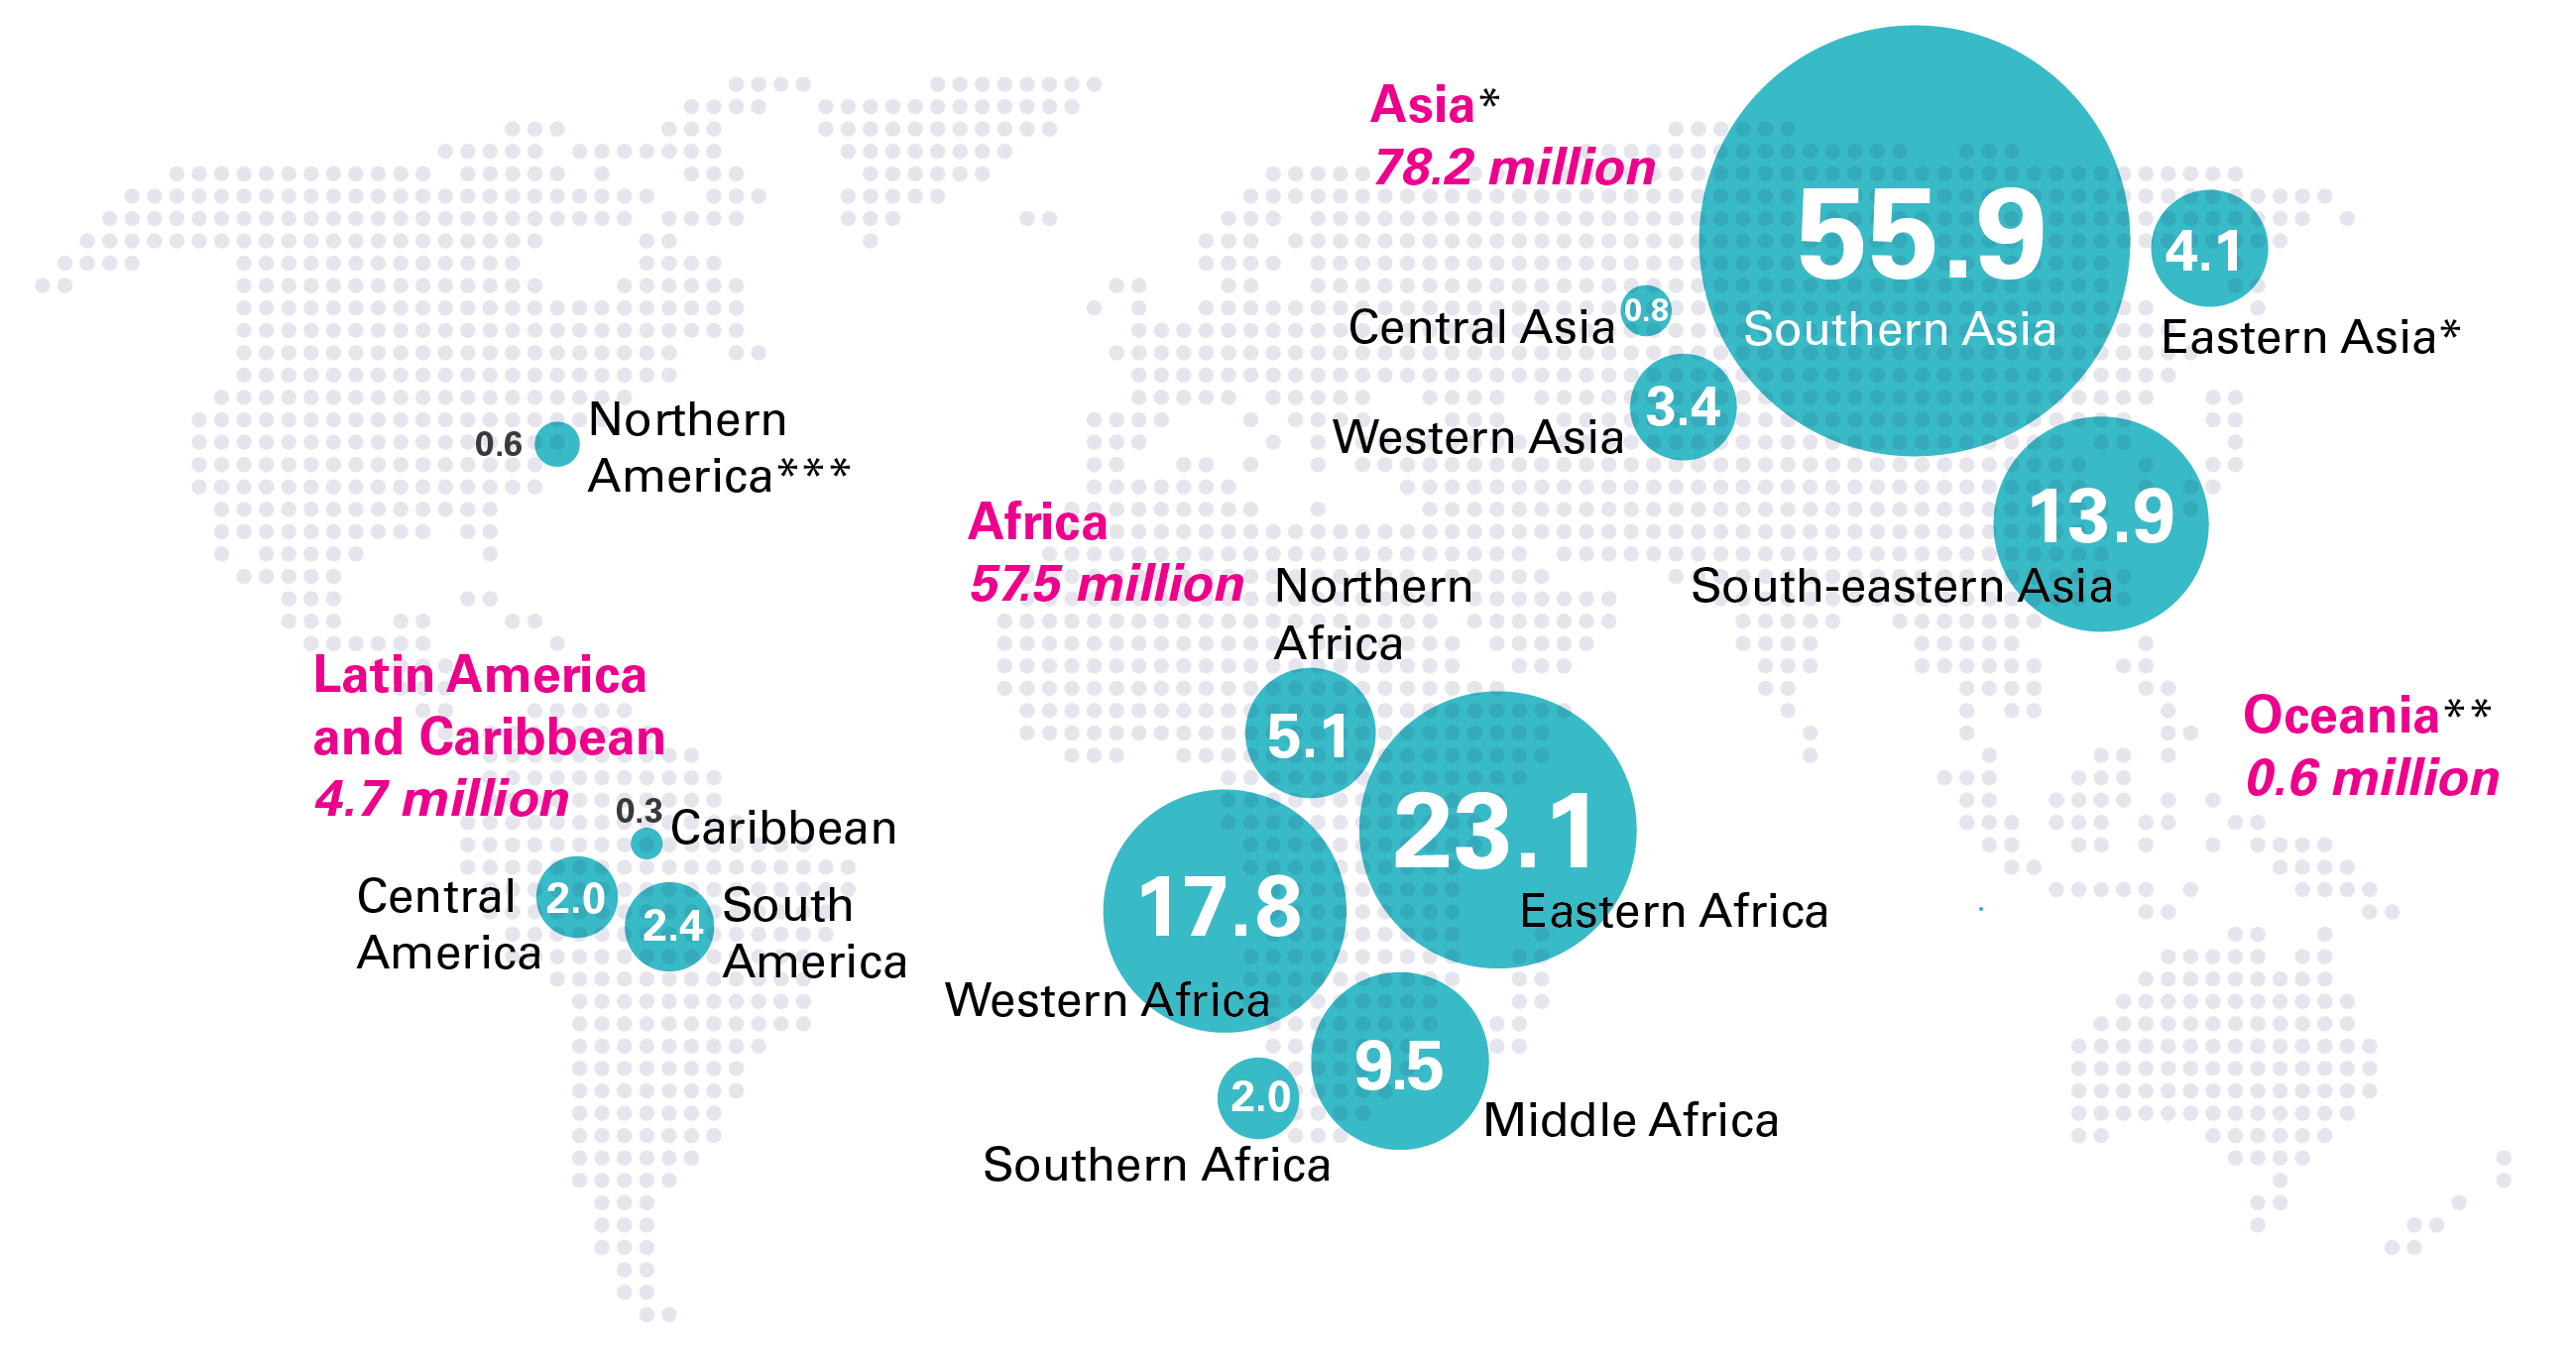 Asia*
78.2 million
55.9
Southern Asia
4.1
Eastern Asia*
Central Asia
0.8
Western Asia
3.4
13.9
South-eastern Asia
0.6
Northern
America***
Africa
57.5 million
Northern
Africa
5.1
23.1
Eastern Africa
17.8
Western Africa
9.5
Middle Africa
2.0
Southern Africa
Latin America
and Caribbean
4.7 million
0.3
Caribbean
Central
America
2.0
2.4
South
America
Oceania**
0.6 million